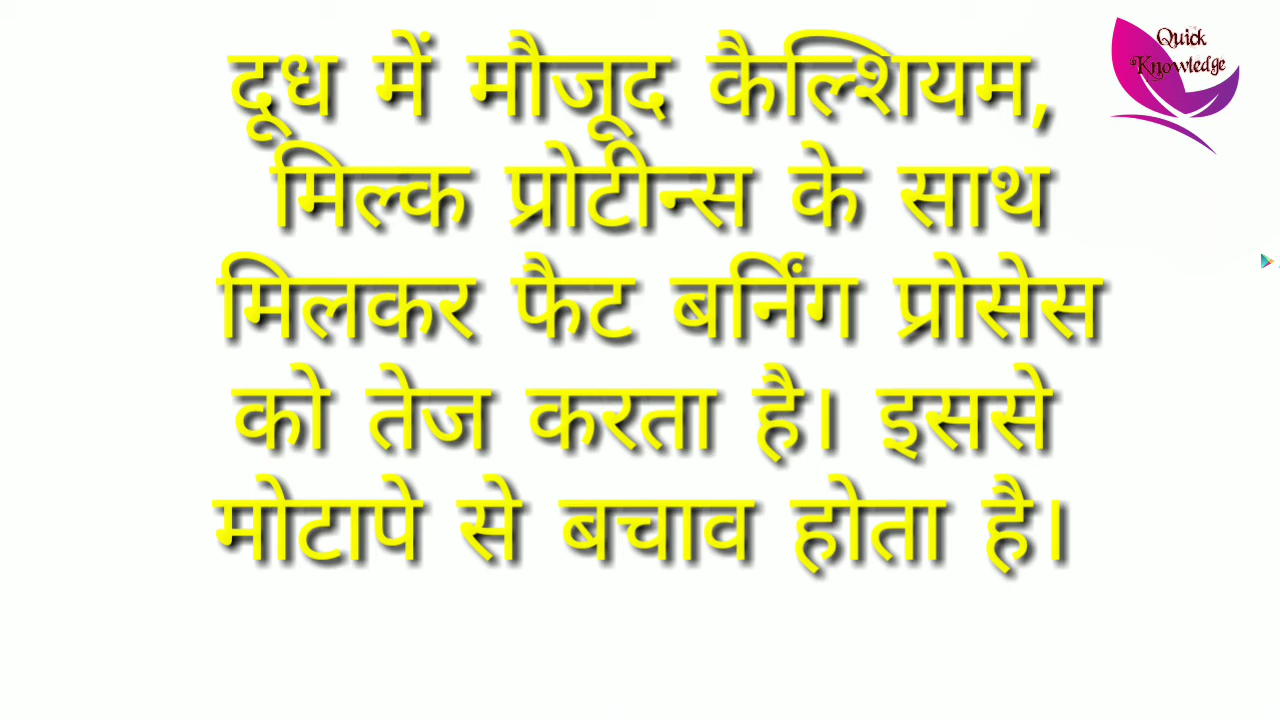 दूध में मौजूद कैल्शियम,
मिल्क प्रोटीन्स के साथ
मिलकर फैट बर्निंग प्रोसेस
को तेज करता है। इससे
मोटापे से बचाव होता है।
Quick
Knowledge